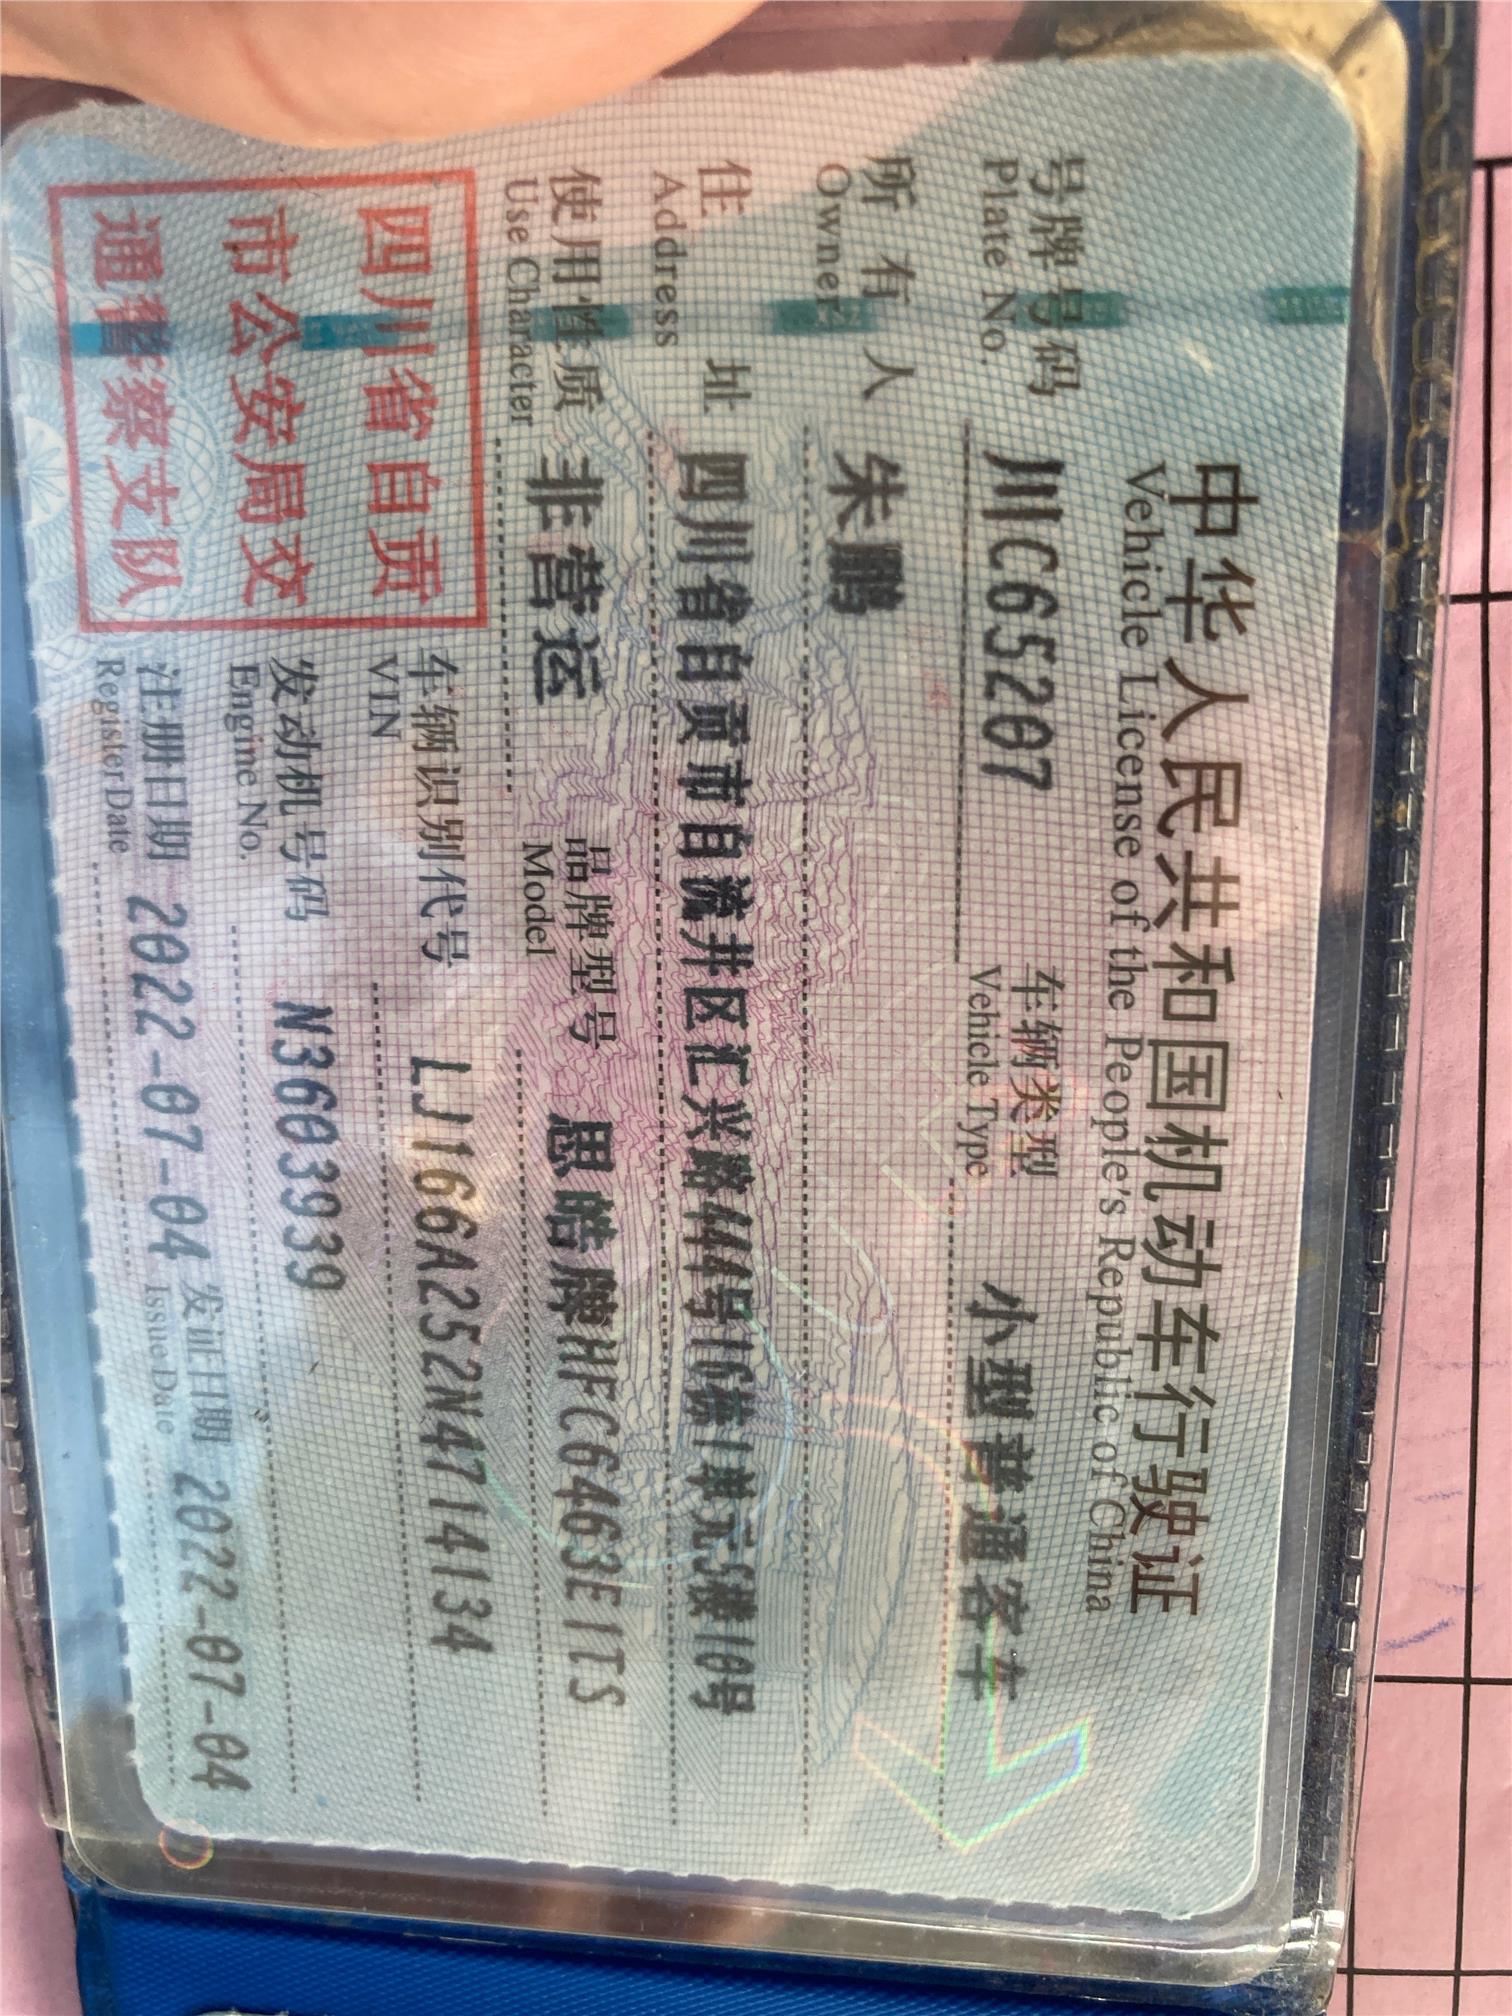 中华人民共和国机动车行驶证
Vehicle License of the People's Republic of China
号牌号码 川C65207 车辆类型 小型普通客车
Plate No. Vehicle Type
所有人 朱鹏
Owner
住址 四川省自贡市自流井区汇兴路444号16栋1单元5楼10号
Address
使用性质 非营运 品牌型号 思皓牌HFC6463E1TS
Use Character Model
四川省自贡
市公安局交
通警察支队
车辆识别代号 LJ166A252N4714134
VIN
发动机号码 N3603939
Engine No.
注册日期 2022-07-04 发证日期 2022-07-04
Register Date Issue Date